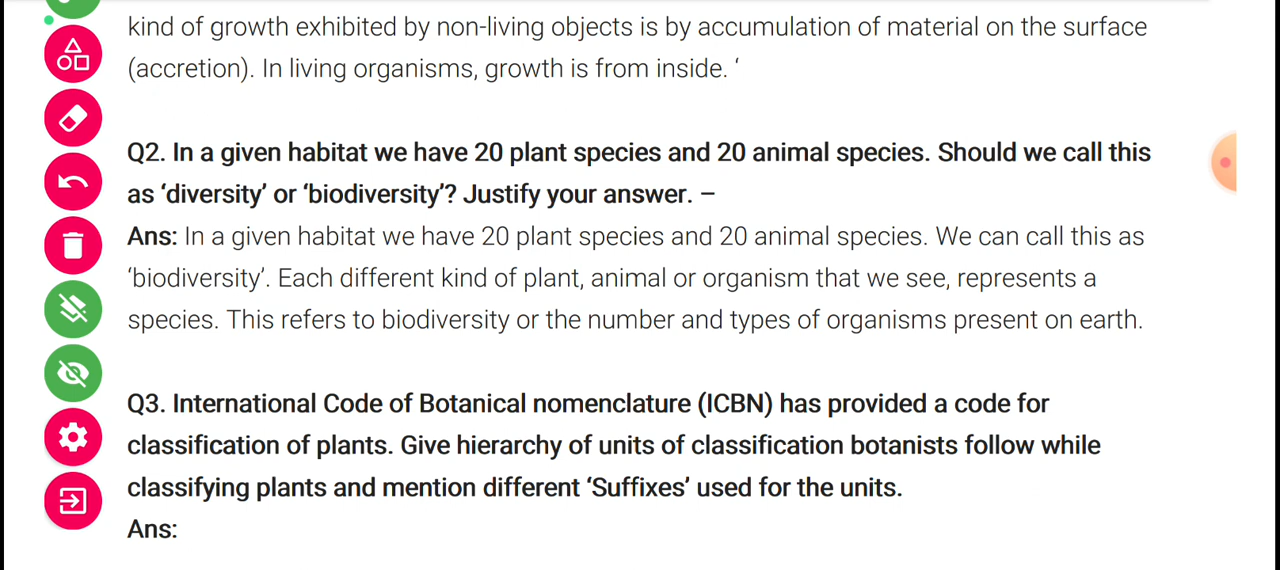 kind of growth exhibited by non-living objects is by accumulation of material on the surface
(accretion). In living organisms, growth is from inside. ‘
Q2. In a given habitat we have 20 plant species and 20 animal species. Should we call this
as ‘diversity’ or ‘biodiversity’? Justify your answer. –
Ans: In a given habitat we have 20 plant species and 20 animal species. We can call this as
‘biodiversity’. Each different kind of plant, animal or organism that we see, represents a
species. This refers to biodiversity or the number and types of organisms present on earth.
Q3. International Code of Botanical nomenclature (ICBN) has provided a code for
classification of plants. Give hierarchy of units of classification botanists follow while
classifying plants and mention different ‘Suffixes’ used for the units.
Ans: